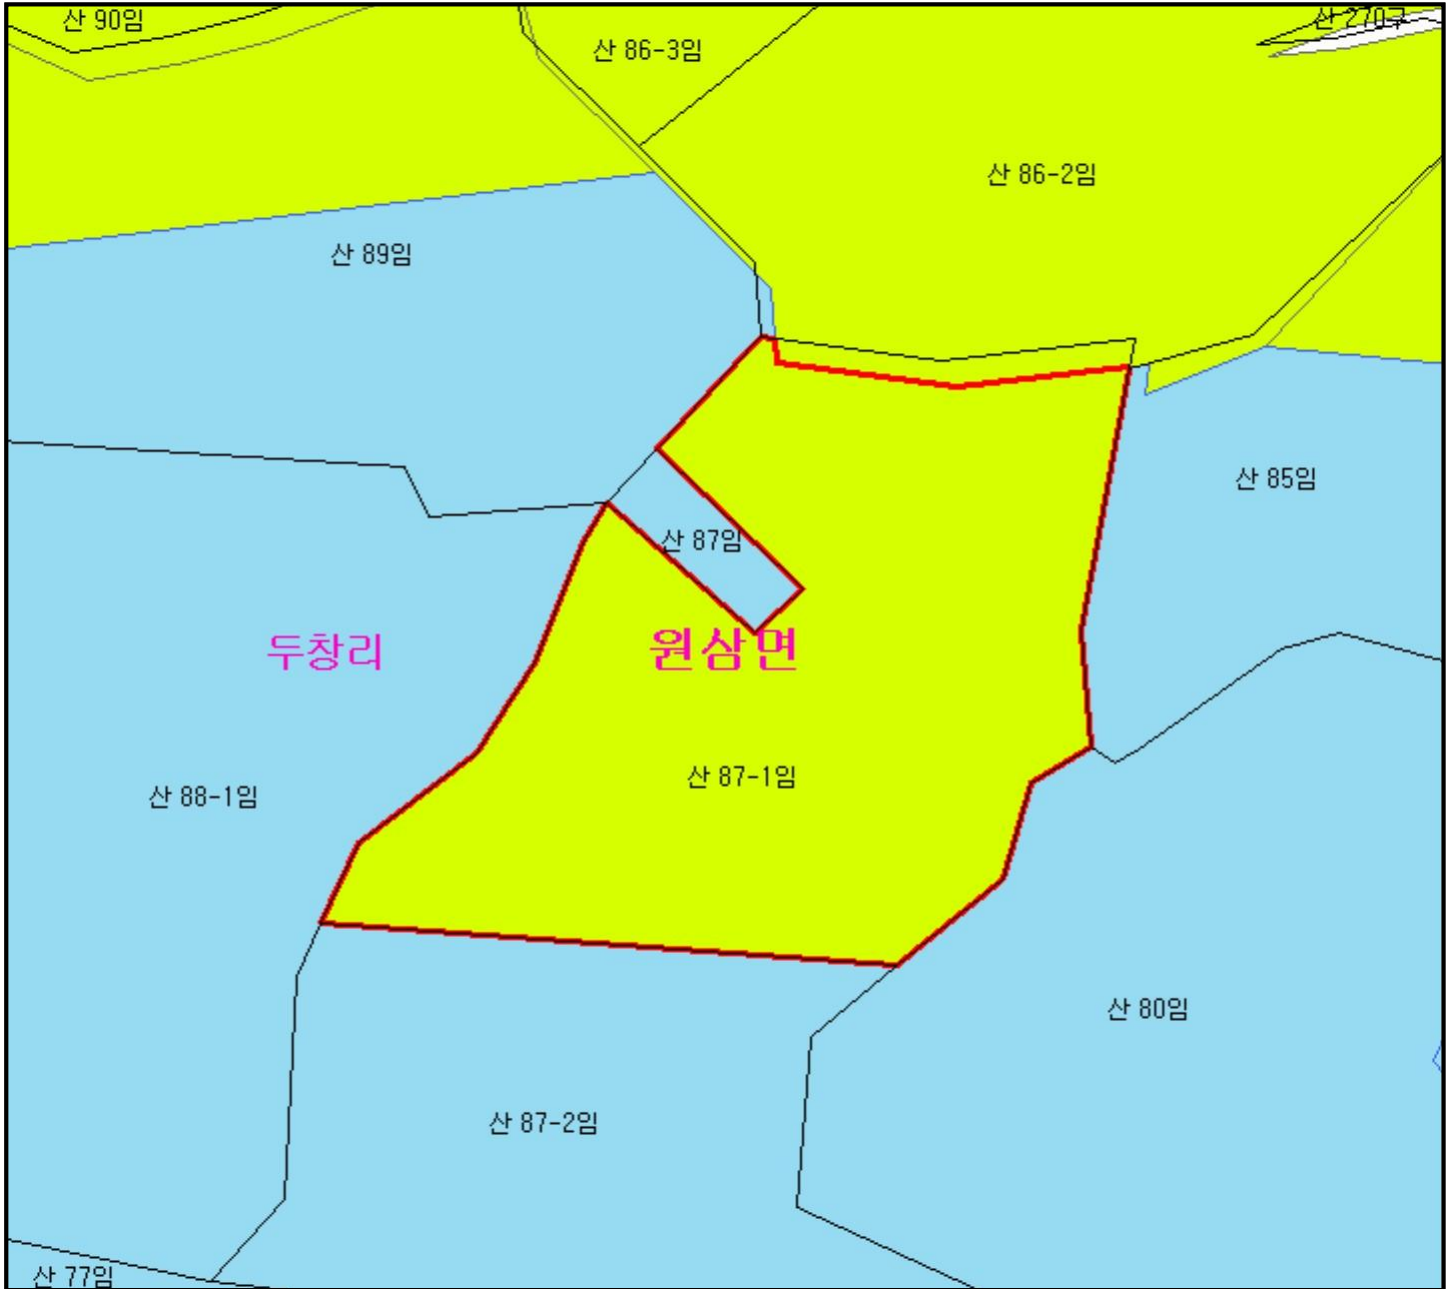 산 90임
산 86-3임
산 270구
산 86-2임
산 89임
산 85임
산 87임
두창리
원삼면
산 87-1임
산 88-1임
산 80임
산 87-2임
산 77임